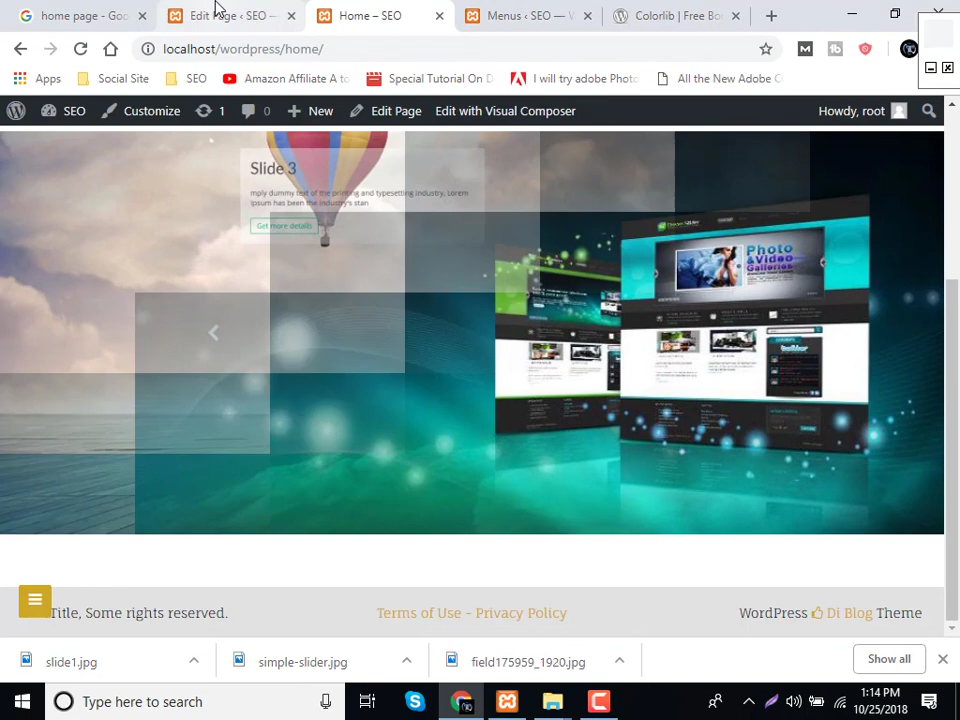 home page - Goo
Edit Page ‹ SEO —
Home – SEO
Menus ‹ SEO — W
Colorlib | Free Bo
localhost/wordpress/home/
Apps
Social Site
SEO
Amazon Affiliate A to
Special Tutorial On D
I will try adobe Photo
All the New Adobe C
SEO
Customize
1
0
New
Edit Page
Edit with Visual Composer
Howdy, root
Slide 3
mply dummy text of the printing and typesetting industry. Lorem
ipsum has been the industry's stan
Get more details
Photo
&Video
Galleries
twitter
Title, Some rights reserved.
Terms of Use - Privacy Policy
WordPress Di Blog Theme
slide1.jpg
simple-slider.jpg
field175959_1920.jpg
Show all
Type here to search
1:14 PM
10/25/2018